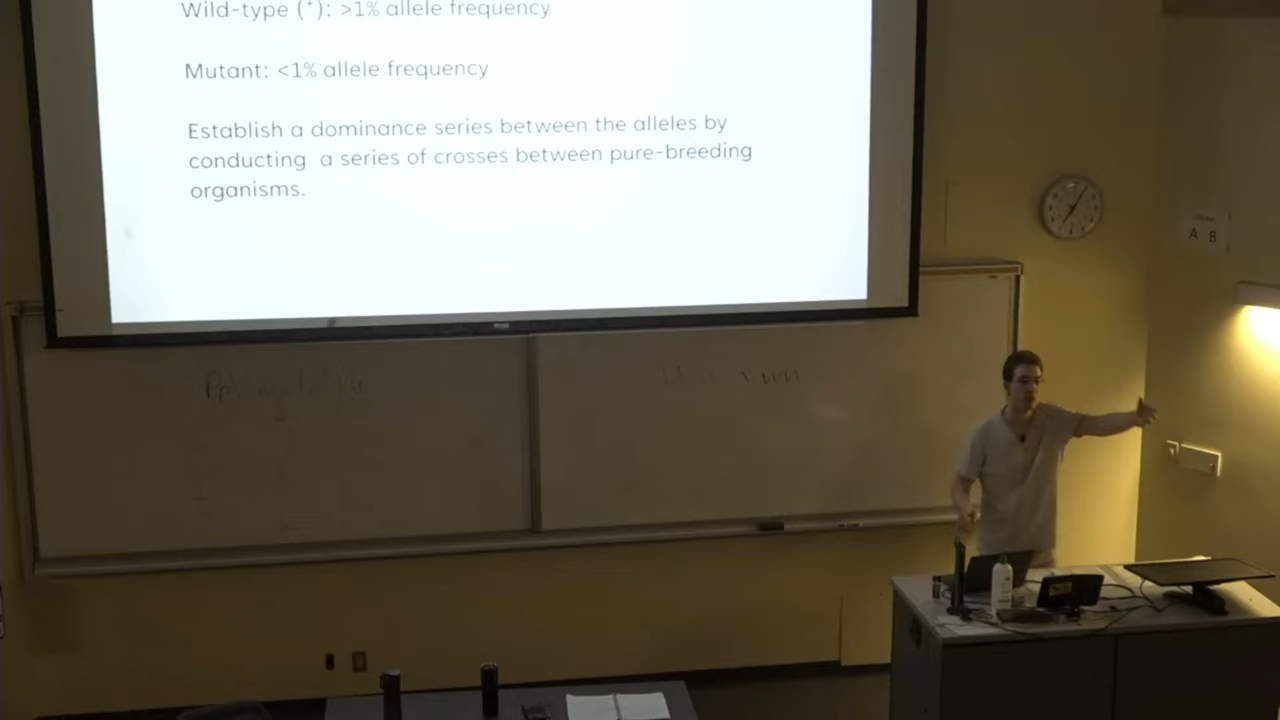 Wild-type (⁺): >1% allele frequency
Mutant: <1% allele frequency
Establish a dominance series between the alleles by
conducting a series of crosses between pure-breeding
organisms.
A B